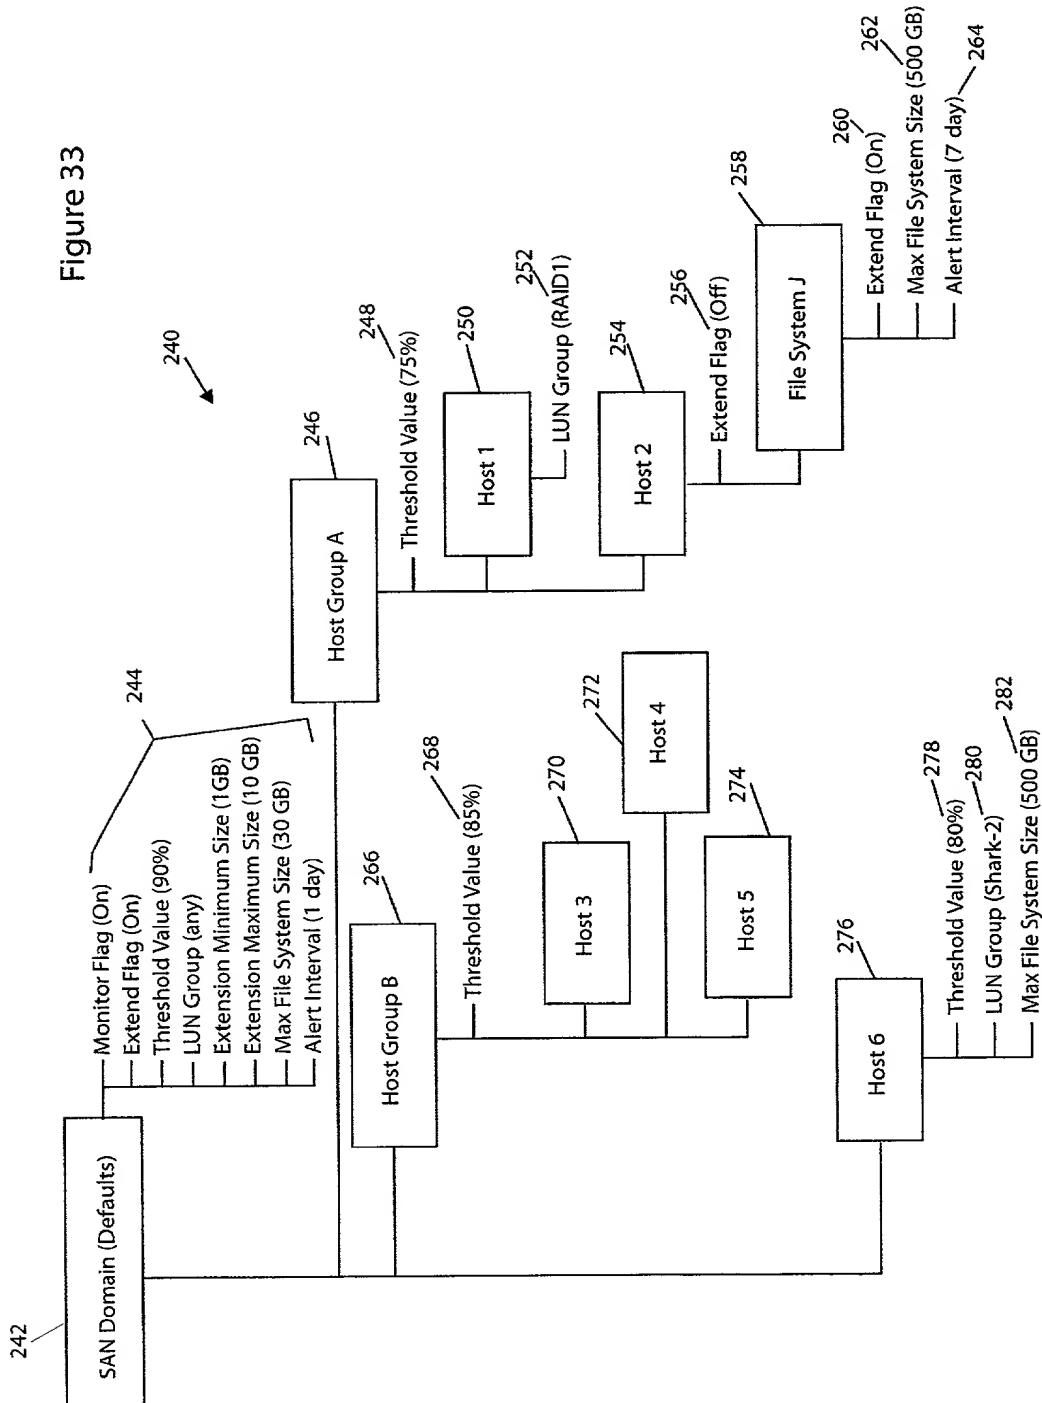 Figure 33
240
242
SAN Domain (Defaults)
244
Monitor Flag (On)
Extend Flag (On)
Threshold Value (90%)
LUN Group (any)
Extension Minimum Size (1GB)
Extension Maximum Size (10 GB)
Max File System Size (30 GB)
Alert Interval (1 day)
246
Host Group A
248
Threshold Value (75%)
250
Host 1
252
LUN Group (RAID1)
254
Host 2
256
Extend Flag (Off)
258
File System J
260
Extend Flag (On)
262
Max File System Size (500 GB)
Alert Interval (7 day)
264
266
Host Group B
268
Threshold Value (85%)
270
Host 3
272
Host 4
274
Host 5
276
Host 6
278
Threshold Value (80%)
280
LUN Group (Shark-2)
282
Max File System Size (500 GB)